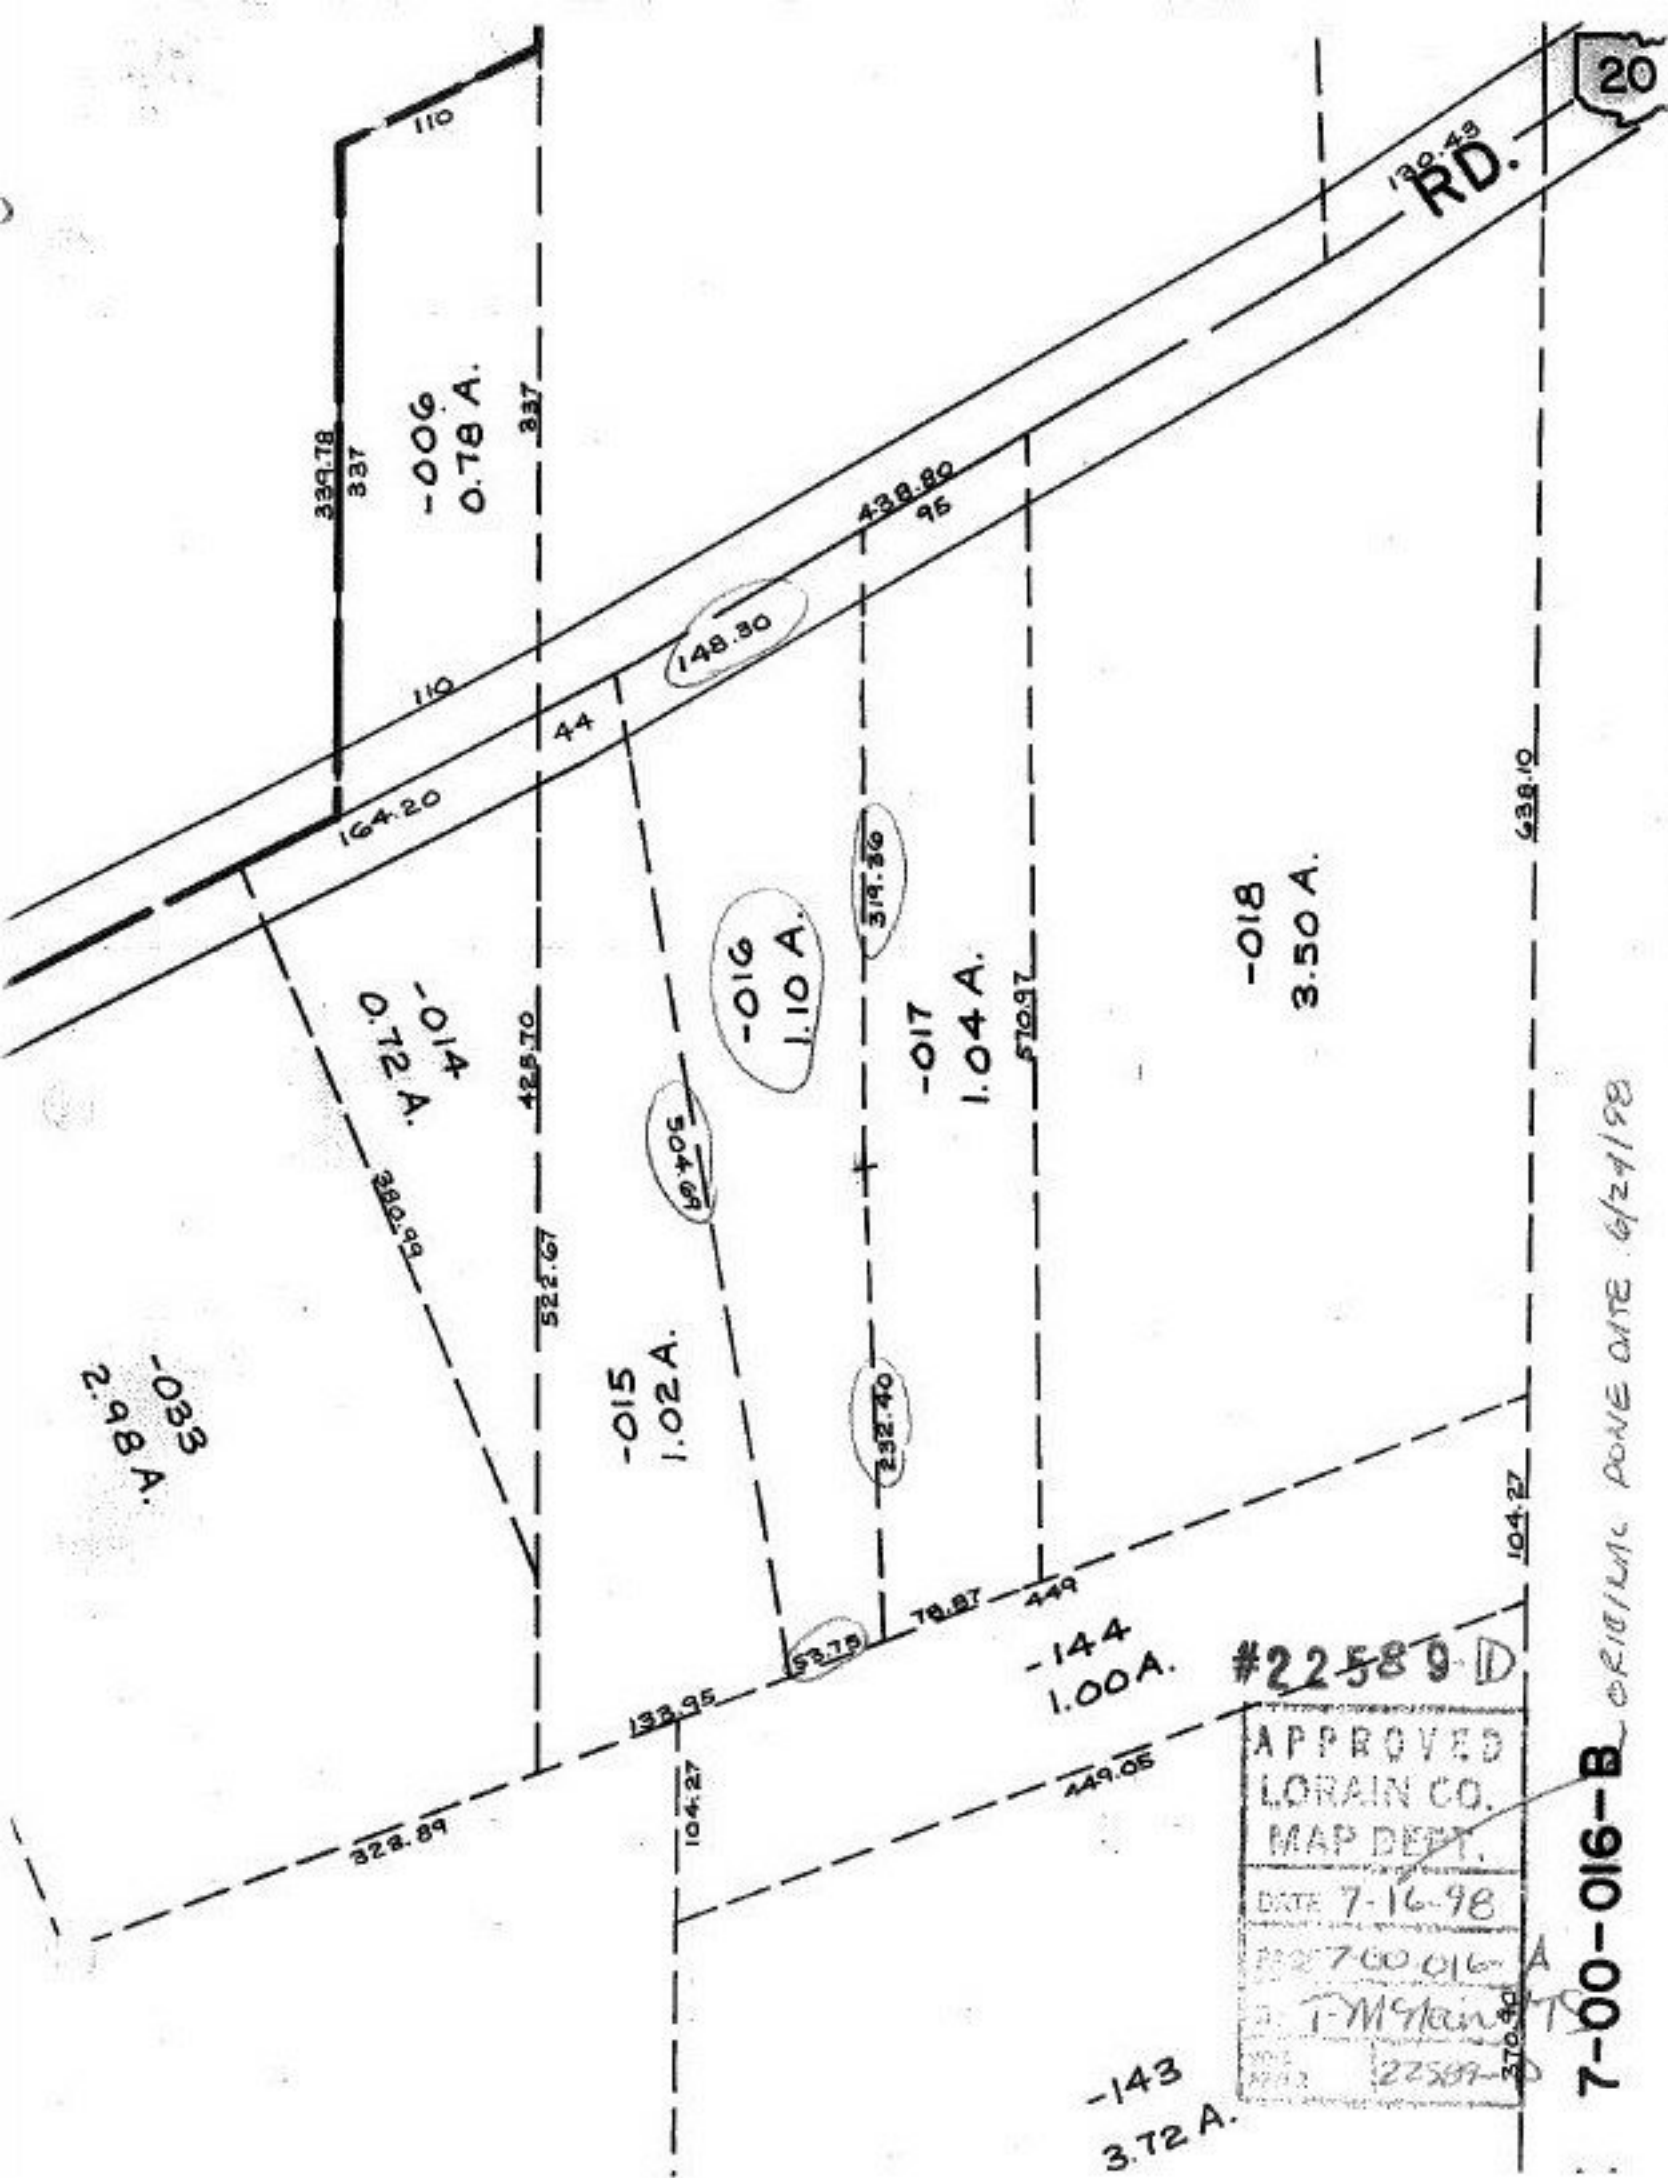 20
110
130.43
RD.
-006
0.78 A.
337
339.78
337
438.80
95
148.30
110
44
164.20
638.10
319.36
-016
1.10 A.
-018
3.50 A.
-017
1.04 A.
570.97
-014
0.72 A.
423.70
504.69
380.99
522.67
-015
1.02 A.
-033
2.98 A.
232.40
104.27
449
78.87
53.75
-144
1.00 A.
133.95
#22589-D
449.05
104.27
328.89
APPROVED
LORAIN CO.
MAP DEPT.
DATE 7-16-98
7-00-016-A
22589-D
370.90
-143
3.72 A.
7-00-016-B
ORIGINAL DONE DATE 6/29/98